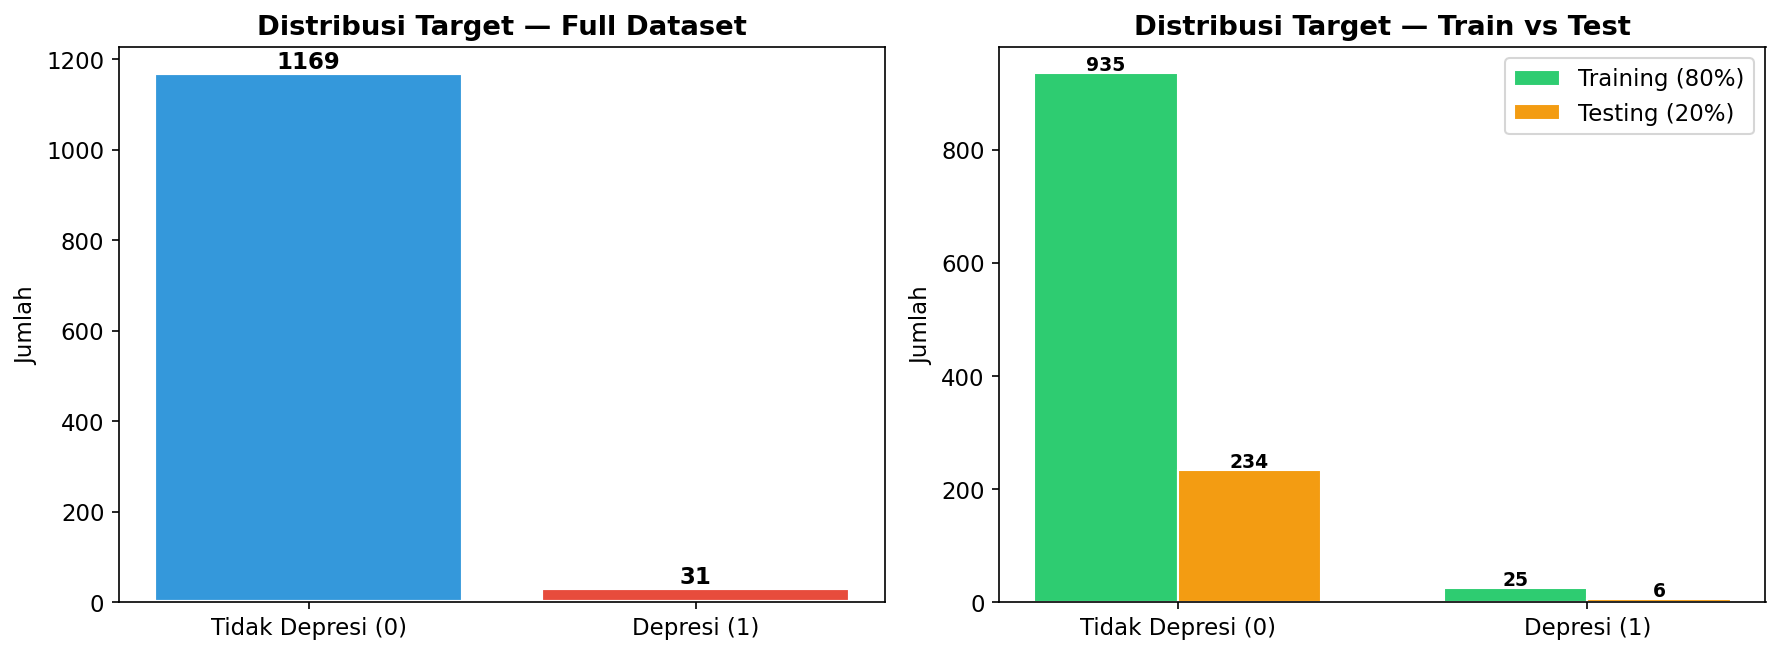 Distribusi Target — Full Dataset
Jumlah
1200
1000
800
600
400
200
0
1169
31
Tidak Depresi (0)
Depresi (1)
Distribusi Target — Train vs Test
Jumlah
800
600
400
200
0
935
234
25
6
Training (80%)
Testing (20%)
Tidak Depresi (0)
Depresi (1)